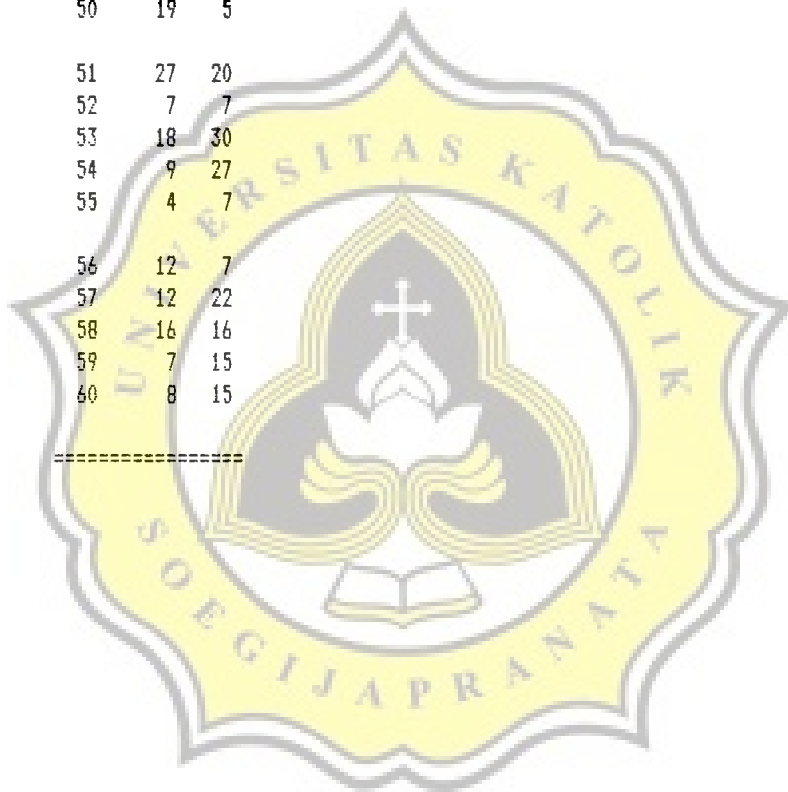 50 19 5
51 27 20
52 7 7
53 18 30
54 9 27
55 4 7
56 12 7
57 12 22
58 16 16
59 7 15
60 8 15
=================
UNIVERSITAS KATOLIK
SOEGIJAPRANATA